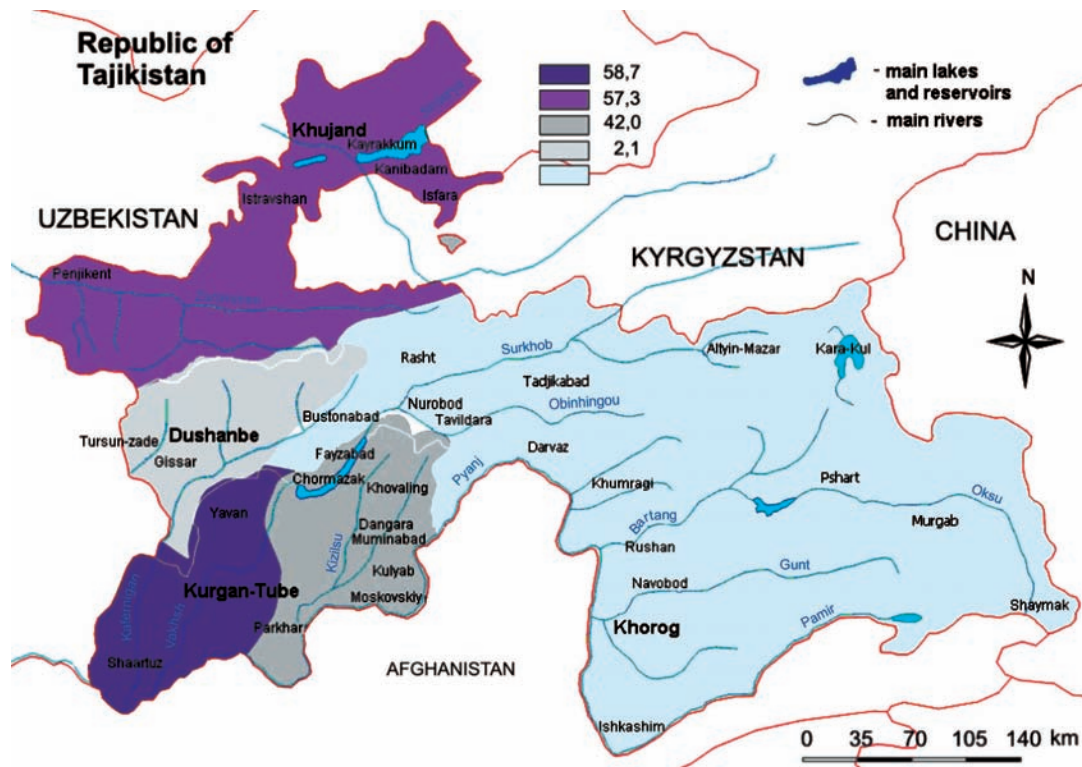 Republic of
Tajikistan
58,7
57,3
42,0
2,1
- main lakes
and reservoirs
- main rivers
Khujand
Kayrakkum
Kanibadam
Istravshan
Isfara
UZBEKISTAN
KYRGYZSTAN
CHINA
N
Penjikent
Rasht
Surkhob
Altyin-Mazar
Kara-Kul
Tadjikabad
Nurobod
Obinhingou
Bustonabad
Tavildara
Tursun-zade
Dushanbe
Gissar
Fayzabad
Darvaz
Pyanj
Chormazak
Khovaling
Khumragi
Pshart
Oksu
Yavan
Dangara
Muminabad
Bartang
Murgab
Kizilsu
Rushan
Kulyab
Gunt
Kurgan-Tube
Moskovskiy
Navobod
Kafernigan
Vakhsh
Parkhar
Khorog
Pamir
Shaymak
Shaartuz
AFGHANISTAN
Ishkashim
0 35 70 105 140 km